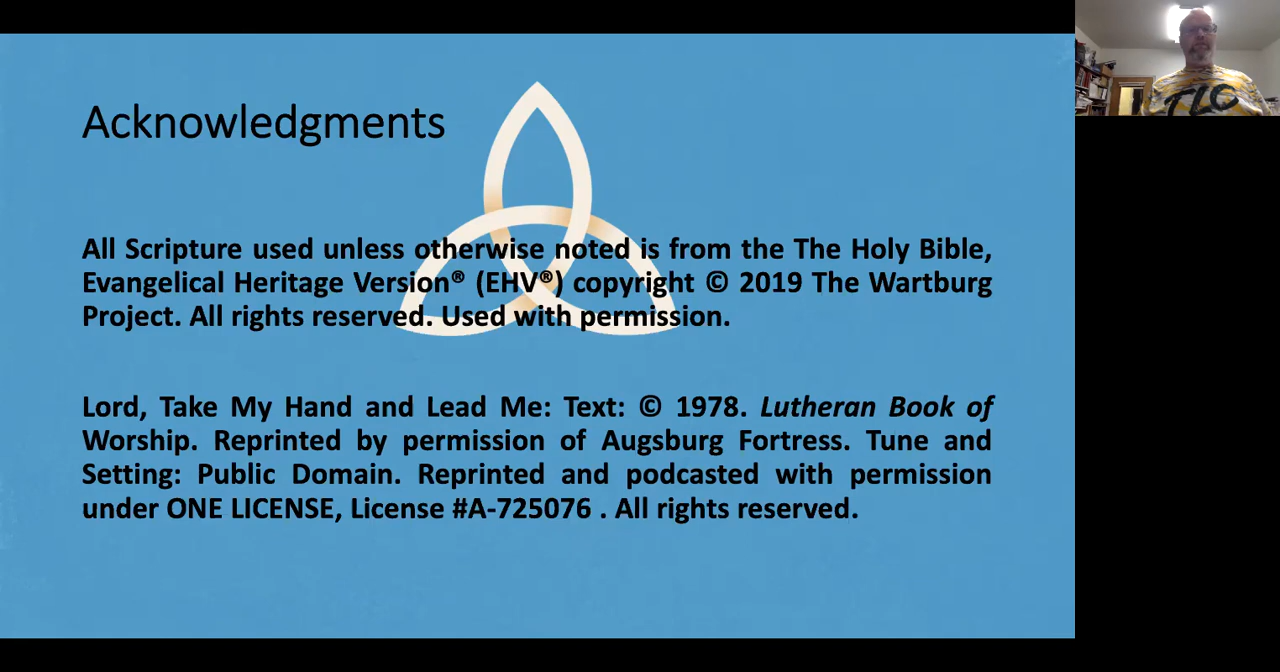 Acknowledgments
All Scripture used unless otherwise noted is from the The Holy Bible,
Evangelical Heritage Version® (EHV®) copyright © 2019 The Wartburg
Project. All rights reserved. Used with permission.
Lord, Take My Hand and Lead Me: Text: © 1978. Lutheran Book of
Worship. Reprinted by permission of Augsburg Fortress. Tune and
Setting: Public Domain. Reprinted and podcasted with permission
under ONE LICENSE, License #A-725076 . All rights reserved.
TLC